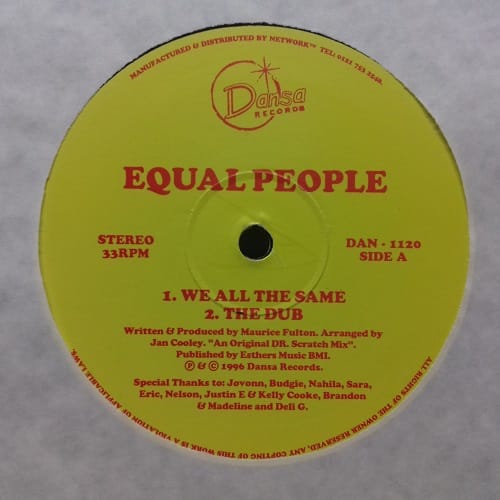 MANUFACTURED & DISTRIBUTED BY NETWORK™ TEL: 0121 753 2540.
Dansa
RECORDS
EQUAL PEOPLE
STEREO
33RPM
DAN - 1120
SIDE A
1. WE ALL THE SAME
2. THE DUB
Written & Produced by Maurice Fulton. Arranged by
Jan Cooley. "An Original DR. Scratch Mix".
Published by Esthers Music BMI.
Ⓟ & © 1996 Dansa Records.
Special Thanks to: Jovonn, Budgie, Nahila, Sara,
Eric, Nelson, Justin E & Kelly Cooke, Brandon
& Madeline and Deli G.
ALL RIGHTS OF THE OWNER RESERVED, ANY COPYING OF THIS WORK IS A VIOLATION OF APPLICABLE LAWS.